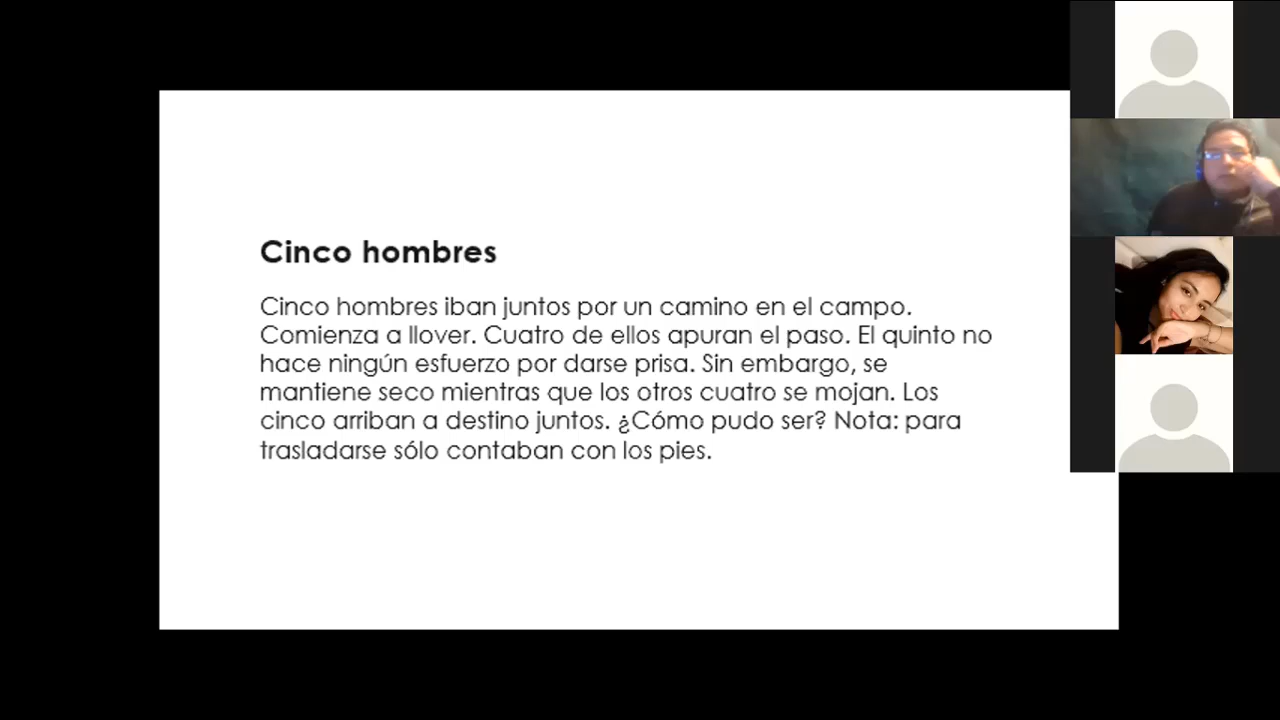 Cinco hombres
Cinco hombres iban juntos por un camino en el campo.
Comienza a llover. Cuatro de ellos apuran el paso. El quinto no
hace ningún esfuerzo por darse prisa. Sin embargo, se
mantiene seco mientras que los otros cuatro se mojan. Los
cinco arriban a destino juntos. ¿Cómo pudo ser? Nota: para
trasladarse sólo contaban con los pies.